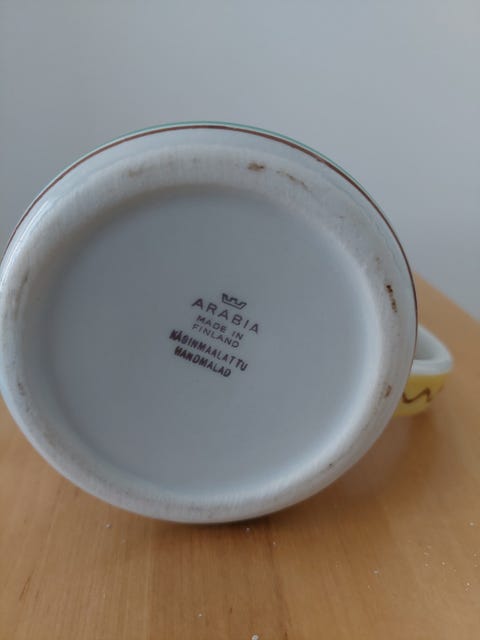 ARABIA
MADE IN
FINLAND
KÄSINMAALATTU
HANDMÅLAD